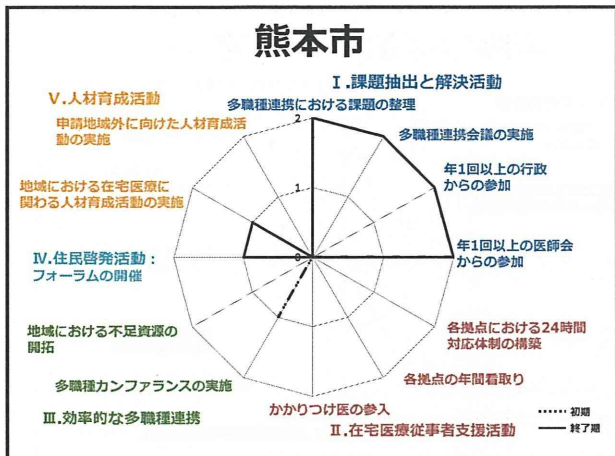 熊本市
Ⅰ.課題抽出と解決活動
多職種連携における課題の整理
多職種連携会議の実施
年1回以上の行政
からの参加
年1回以上の医師会
からの参加
各拠点における24時間
対応体制の構築
各拠点の年間看取り
かかりつけ医の参入
Ⅱ.在宅医療従事者支援活動
多職種カンファランスの実施
Ⅲ.効率的な多職種連携
地域における不足資源の
開拓
Ⅳ.住民啓発活動：
フォーラムの開催
地域における在宅医療に
関わる人材育成活動の実施
申請地域外に向けた人材育成活
動の実施
Ⅴ.人材育成活動
2
1
0
初期
終了期